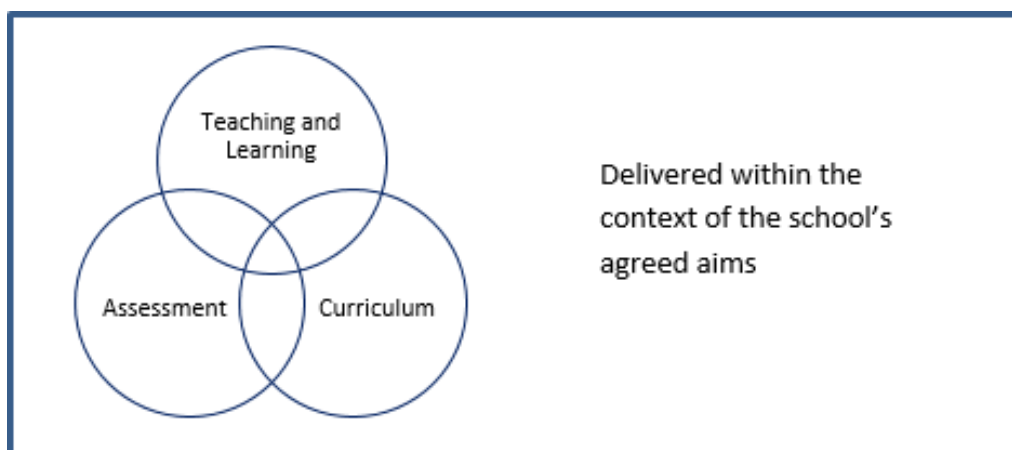 Teaching and
Learning
Assessment
Curriculum
Delivered within the
context of the school's
agreed aims